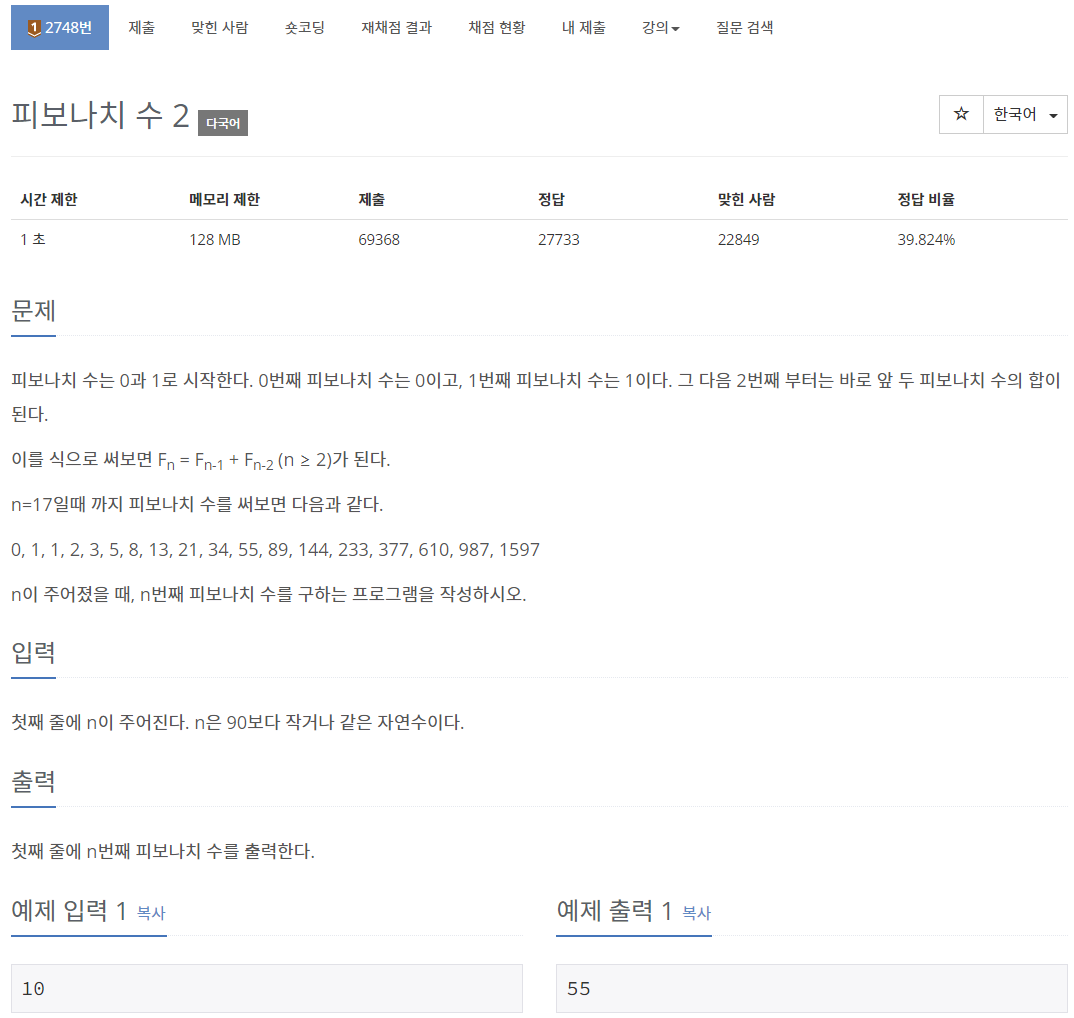 1 2748번 제출 맞힌 사람 숏코딩 재채점 결과 채점 현황 내 제출 강의 질문 검색
피보나치 수 2 다국어
☆ 한국어
시간 제한 메모리 제한 제출 정답 맞힌 사람 정답 비율
1 초 128 MB 69368 27733 22849 39.824%
문제
피보나치 수는 0과 1로 시작한다. 0번째 피보나치 수는 0이고, 1번째 피보나치 수는 1이다. 그 다음 2번째 부터는 바로 앞 두 피보나치 수의 합이
된다.
이를 식으로 써보면 Fn = Fn-1 + Fn-2 (n ≥ 2)가 된다.
n=17일때 까지 피보나치 수를 써보면 다음과 같다.
0, 1, 1, 2, 3, 5, 8, 13, 21, 34, 55, 89, 144, 233, 377, 610, 987, 1597
n이 주어졌을 때, n번째 피보나치 수를 구하는 프로그램을 작성하시오.
입력
첫째 줄에 n이 주어진다. n은 90보다 작거나 같은 자연수이다.
출력
첫째 줄에 n번째 피보나치 수를 출력한다.
예제 입력 1 복사
10
예제 출력 1 복사
55